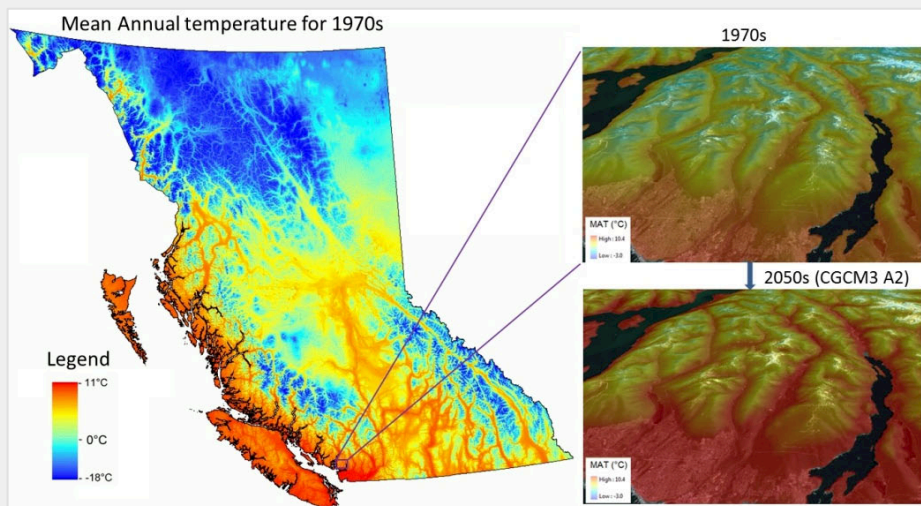 Mean Annual temperature for 1970s
1970s
MAT (°C)
High : 10.4
Low : -3.0
2050s (CGCM3 A2)
MAT (°C)
High : 10.4
Low : -3.0
Legend
11°C
0°C
-18°C